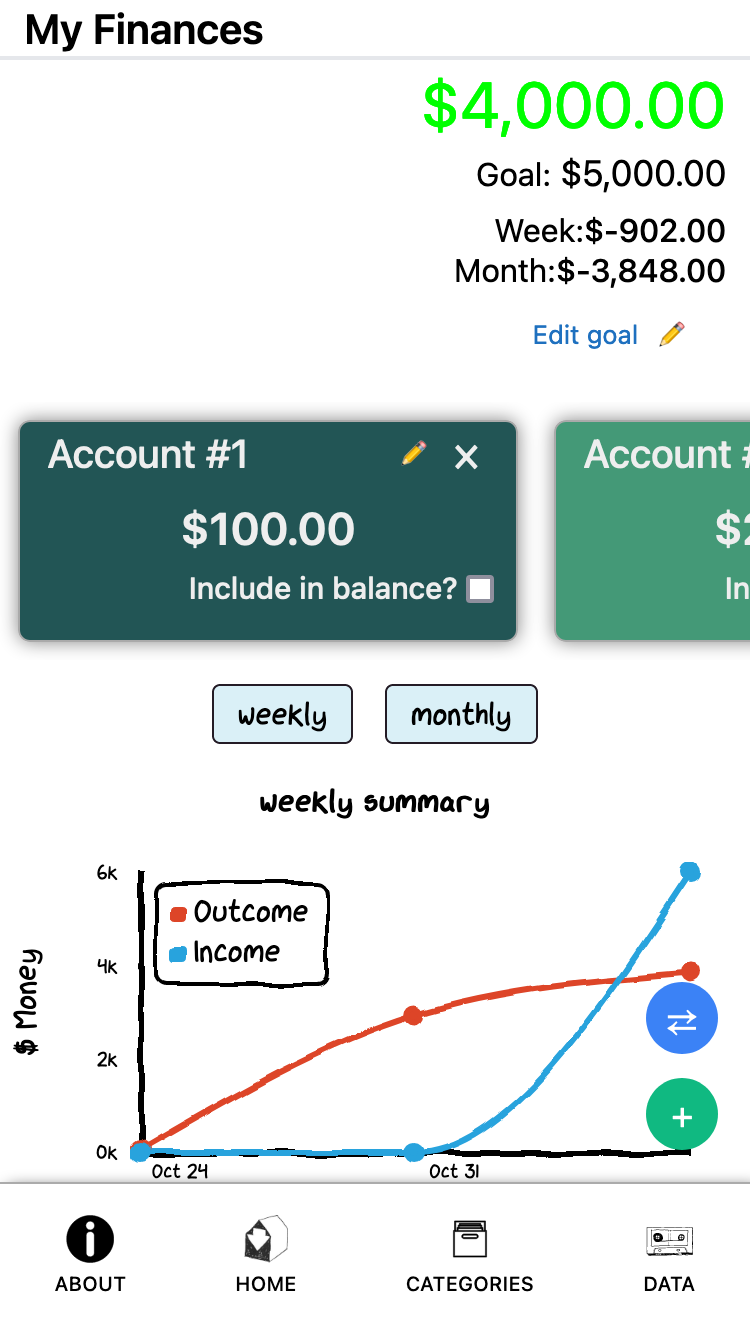 My Finances
$4,000.00
Goal: $5,000.00
Week:$-902.00
Month:$-3,848.00
Edit goal
Account #1
Account #
$100.00
Include in balance?
weekly
monthly
weekly summary
6k
4k
2k
0k
$ Money
Outcome
Income
Oct 24
Oct 31
ABOUT
HOME
CATEGORIES
DATA